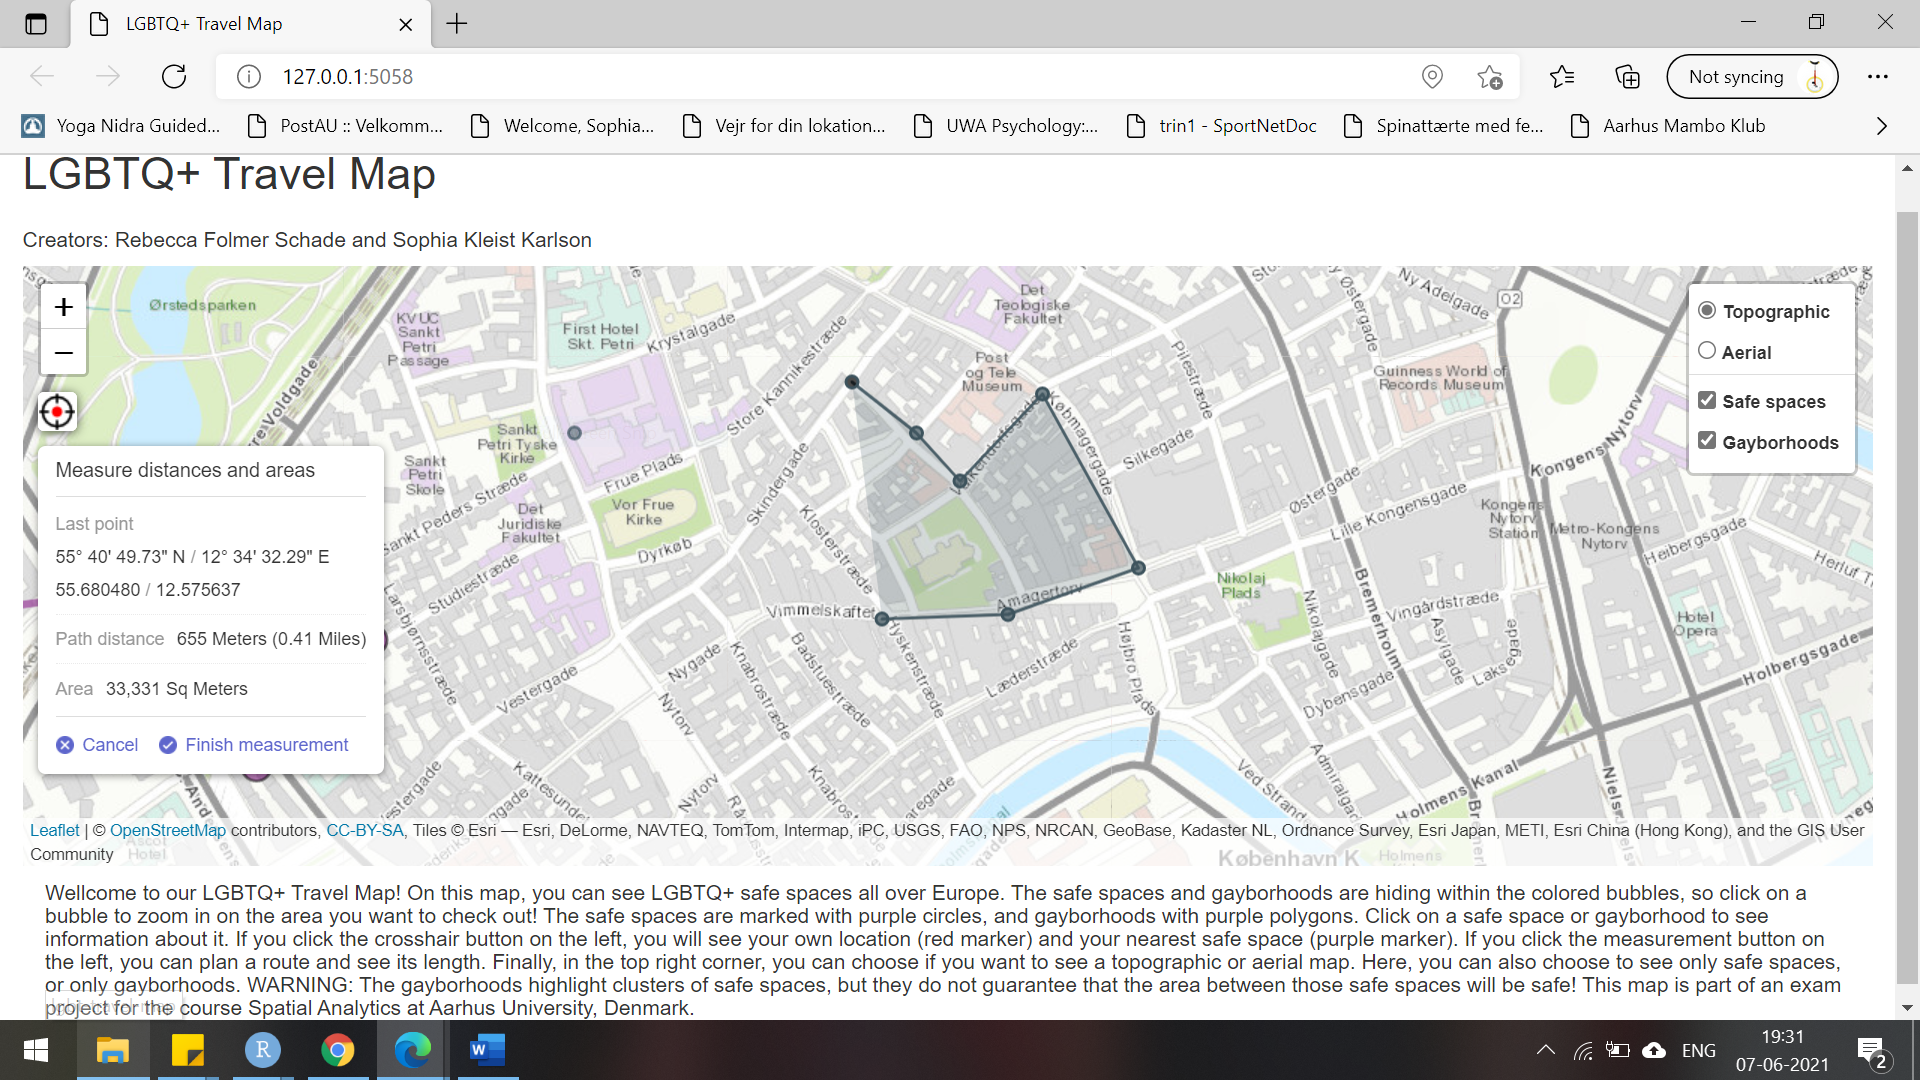 LGBTQ+ Travel Map
127.0.0.1:5058
Not syncing
Yoga Nidra Guided...
PostAU :: Velkomm...
Welcome, Sophia...
Vejr for din lokation...
UWA Psychology:...
trin1 - SportNetDoc
Spinattærte med fe...
Aarhus Mambo Klub
LGBTQ+ Travel Map
Creators: Rebecca Folmer Schade and Sophia Kleist Karlson
+
−
Ørstedsparken
KVUC
Sankt
Petri
Passage
First Hotel
Skt. Petri
Krystalgade
Store Kannikestræde
Det
Teologiske
Fakultet
Post
og Tele
Museum
Købmagergade
Pilestræde
Silkegade
Østergade
Ny Adelgade
O2
Guinness World of
Records Museum
Kongens Nytorv
Topographic
Aerial
Safe spaces
Gayborhoods
Sankt
Petri Tyske
Kirke
Sankt
Petri
Skole
Sankt Peders Stræde
Frue Plads
Vor Frue
Kirke
Det
Juridiske
Fakultet
Dyrkøb
Skindergade
Klosterstræde
Studiestræde
Larsbjørnsstræde
Vimmelskaftet
Amagertorv
Østergade
Lille Kongensgade
Kongens
Nytorv
Station
Metro-Kongens
Nytorv
Heibergsgade
Nikolaj
Plads
Nikolajgade
Bremerholm
Vingårdstræde
Asylgade
Laksegade
Hotel
Opera
Holbergsgade
Dybensgade
Højbro Plads
Læderstræde
Hyskenstræde
Badstuestræde
Knabrostræde
Nygade
Vestergade
Nytorv
Nytorv
Kattesundet
Ved Stranden
Admiralgade
Holmens Kanal
København K
Holmens
Ascot
Hotel
Measure distances and areas
Last point
55° 40' 49.73" N / 12° 34' 32.29" E
55.680480 / 12.575637
Path distance 655 Meters (0.41 Miles)
Area 33,331 Sq Meters
Cancel Finish measurement
Leaflet | © OpenStreetMap contributors, CC-BY-SA, Tiles © Esri — Esri, DeLorme, NAVTEQ, TomTom, Intermap, iPC, USGS, FAO, NPS, NRCAN, GeoBase, Kadaster NL, Ordnance Survey, Esri Japan, METI, Esri China (Hong Kong), and the GIS User
Community
Wellcome to our LGBTQ+ Travel Map! On this map, you can see LGBTQ+ safe spaces all over Europe. The safe spaces and gayborhoods are hiding within the colored bubbles, so click on a
bubble to zoom in on the area you want to check out! The safe spaces are marked with purple circles, and gayborhoods with purple polygons. Click on a safe space or gayborhood to see
information about it. If you click the crosshair button on the left, you will see your own location (red marker) and your nearest safe space (purple marker). If you click the measurement button on
the left, you can plan a route and see its length. Finally, in the top right corner, you can choose if you want to see a topographic or aerial map. Here, you can also choose to see only safe spaces,
or only gayborhoods. WARNING: The gayborhoods highlight clusters of safe spaces, but they do not guarantee that the area between those safe spaces will be safe! This map is part of an exam
project for the course Spatial Analytics at Aarhus University, Denmark.
ENG
19:31
07-06-2021
2